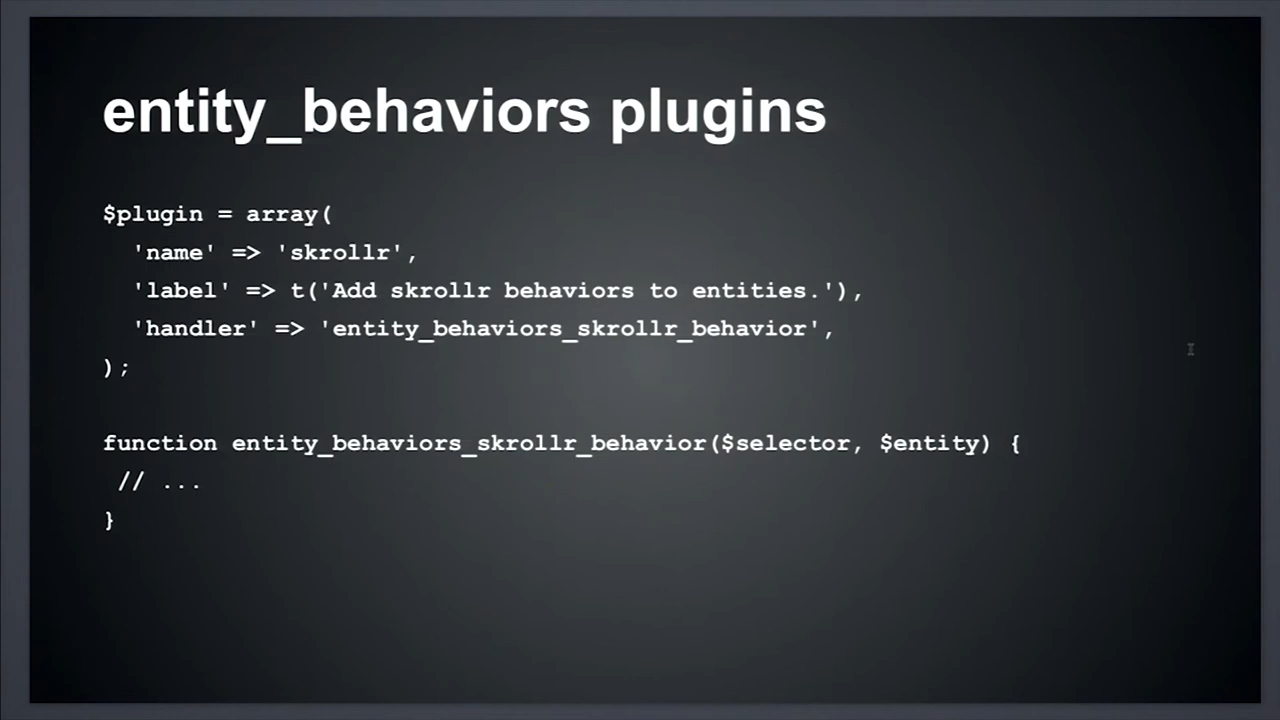 entity_behaviors plugins
$plugin = array(
  'name' => 'skrollr',
  'label' => t('Add skrollr behaviors to entities.'),
  'handler' => 'entity_behaviors_skrollr_behavior',
);
function entity_behaviors_skrollr_behavior($selector, $entity) {
 // ...
}